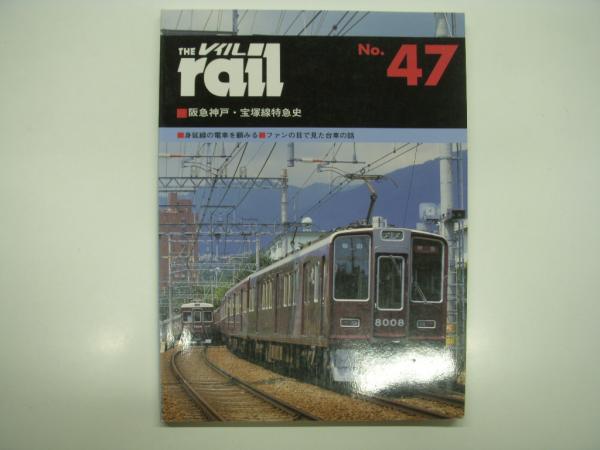 THE レイル
rail
No. 47
■阪急神戸・宝塚線特急史
■身延線の電車を顧みる■ファンの目で見た台車の話
8008